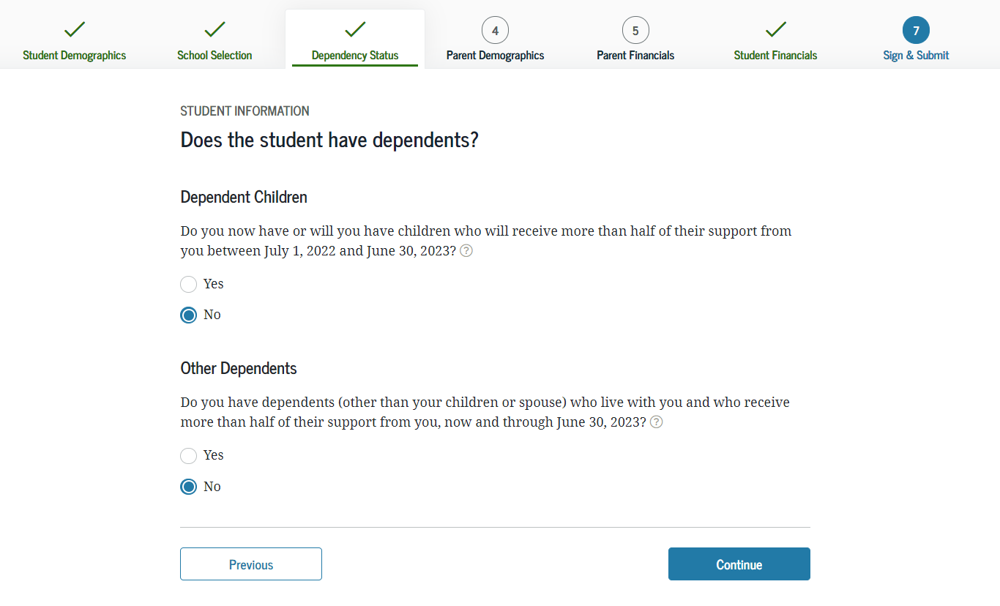 Student Demographics
School Selection
Dependency Status
4
Parent Demographics
5
Parent Financials
Student Financials
7
Sign & Submit
STUDENT INFORMATION
Does the student have dependents?
Dependent Children
Do you now have or will you have children who will receive more than half of their support from
you between July 1, 2022 and June 30, 2023? ?
Yes
No
Other Dependents
Do you have dependents (other than your children or spouse) who live with you and who receive
more than half of their support from you, now and through June 30, 2023? ?
Yes
No
Previous
Continue